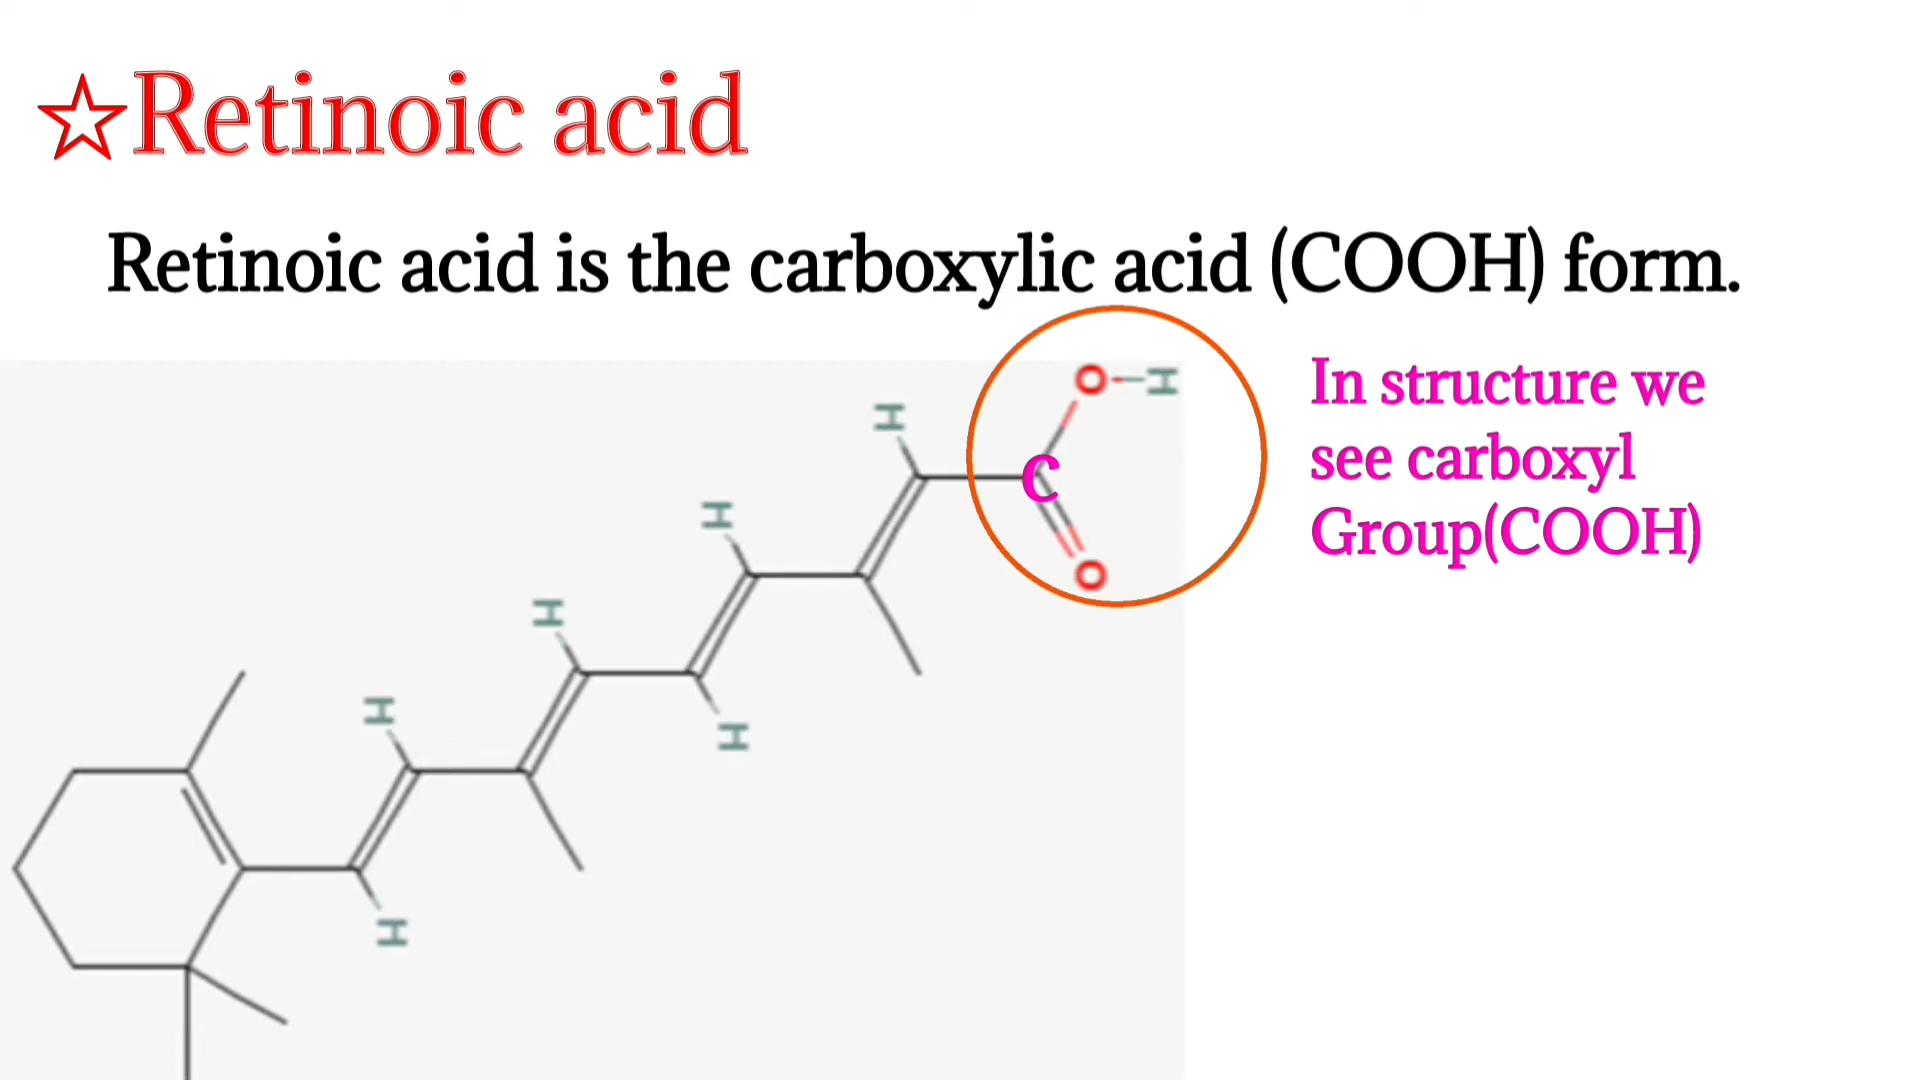 ☆Retinoic acid
Retinoic acid is the carboxylic acid (COOH) form.
In structure we
see carboxyl
Group(COOH)
O H
H
C
H
O
H
H
H
H